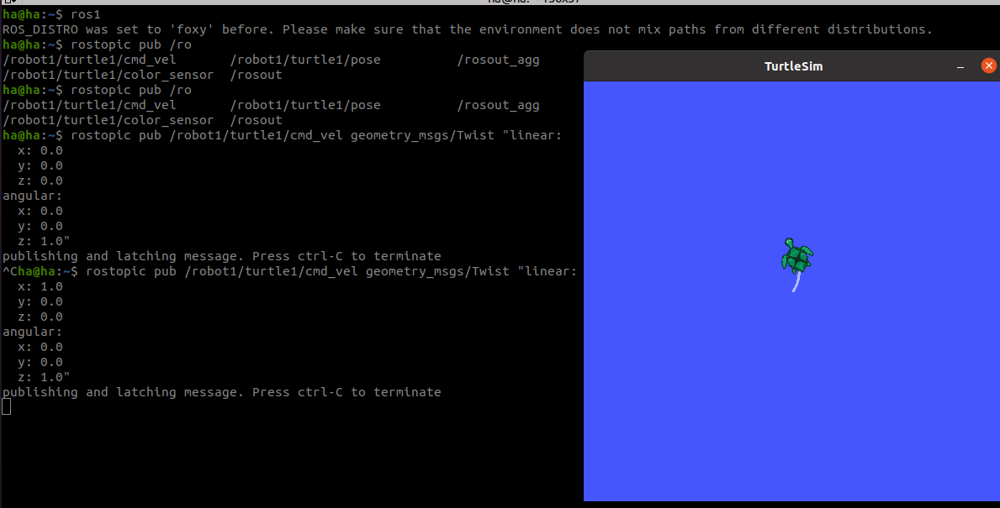 ha@ha:~$ ros1
ROS_DISTRO was set to 'foxy' before. Please make sure that the environment does not mix paths from different distributions.
ha@ha:~$ rostopic pub /ro
/robot1/turtle1/cmd_vel       /robot1/turtle1/pose          /rosout_agg
/robot1/turtle1/color_sensor  /rosout
ha@ha:~$ rostopic pub /ro
/robot1/turtle1/cmd_vel       /robot1/turtle1/pose          /rosout_agg
/robot1/turtle1/color_sensor  /rosout
ha@ha:~$ rostopic pub /robot1/turtle1/cmd_vel geometry_msgs/Twist "linear:
  x: 0.0
  y: 0.0
  z: 0.0
angular:
  x: 0.0
  y: 0.0
  z: 1.0"
publishing and latching message. Press ctrl-C to terminate
^Cha@ha:~$ rostopic pub /robot1/turtle1/cmd_vel geometry_msgs/Twist "linear:
  x: 1.0
  y: 0.0
  z: 0.0
angular:
  x: 0.0
  y: 0.0
  z: 1.0"
publishing and latching message. Press ctrl-C to terminate
TurtleSim